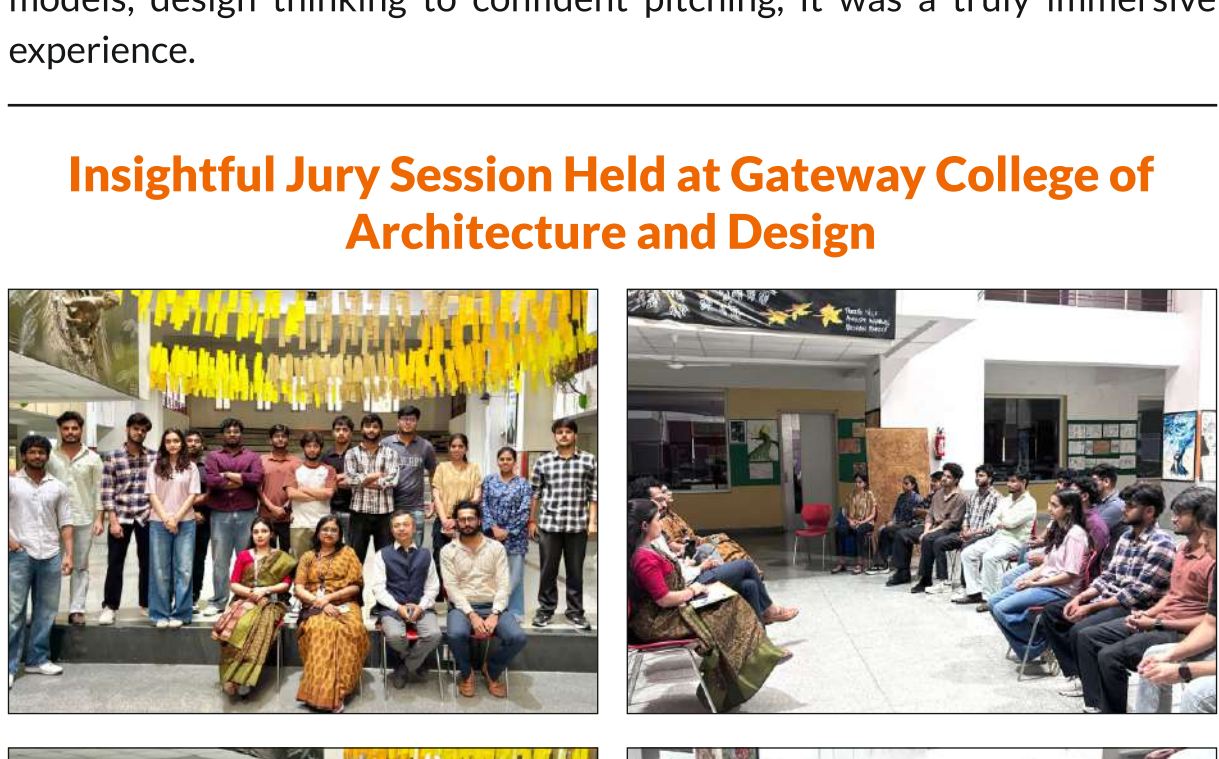 models, design thinking to confident pitching, it was a truly immersive
experience.
Insightful Jury Session Held at Gateway College of
Architecture and Design